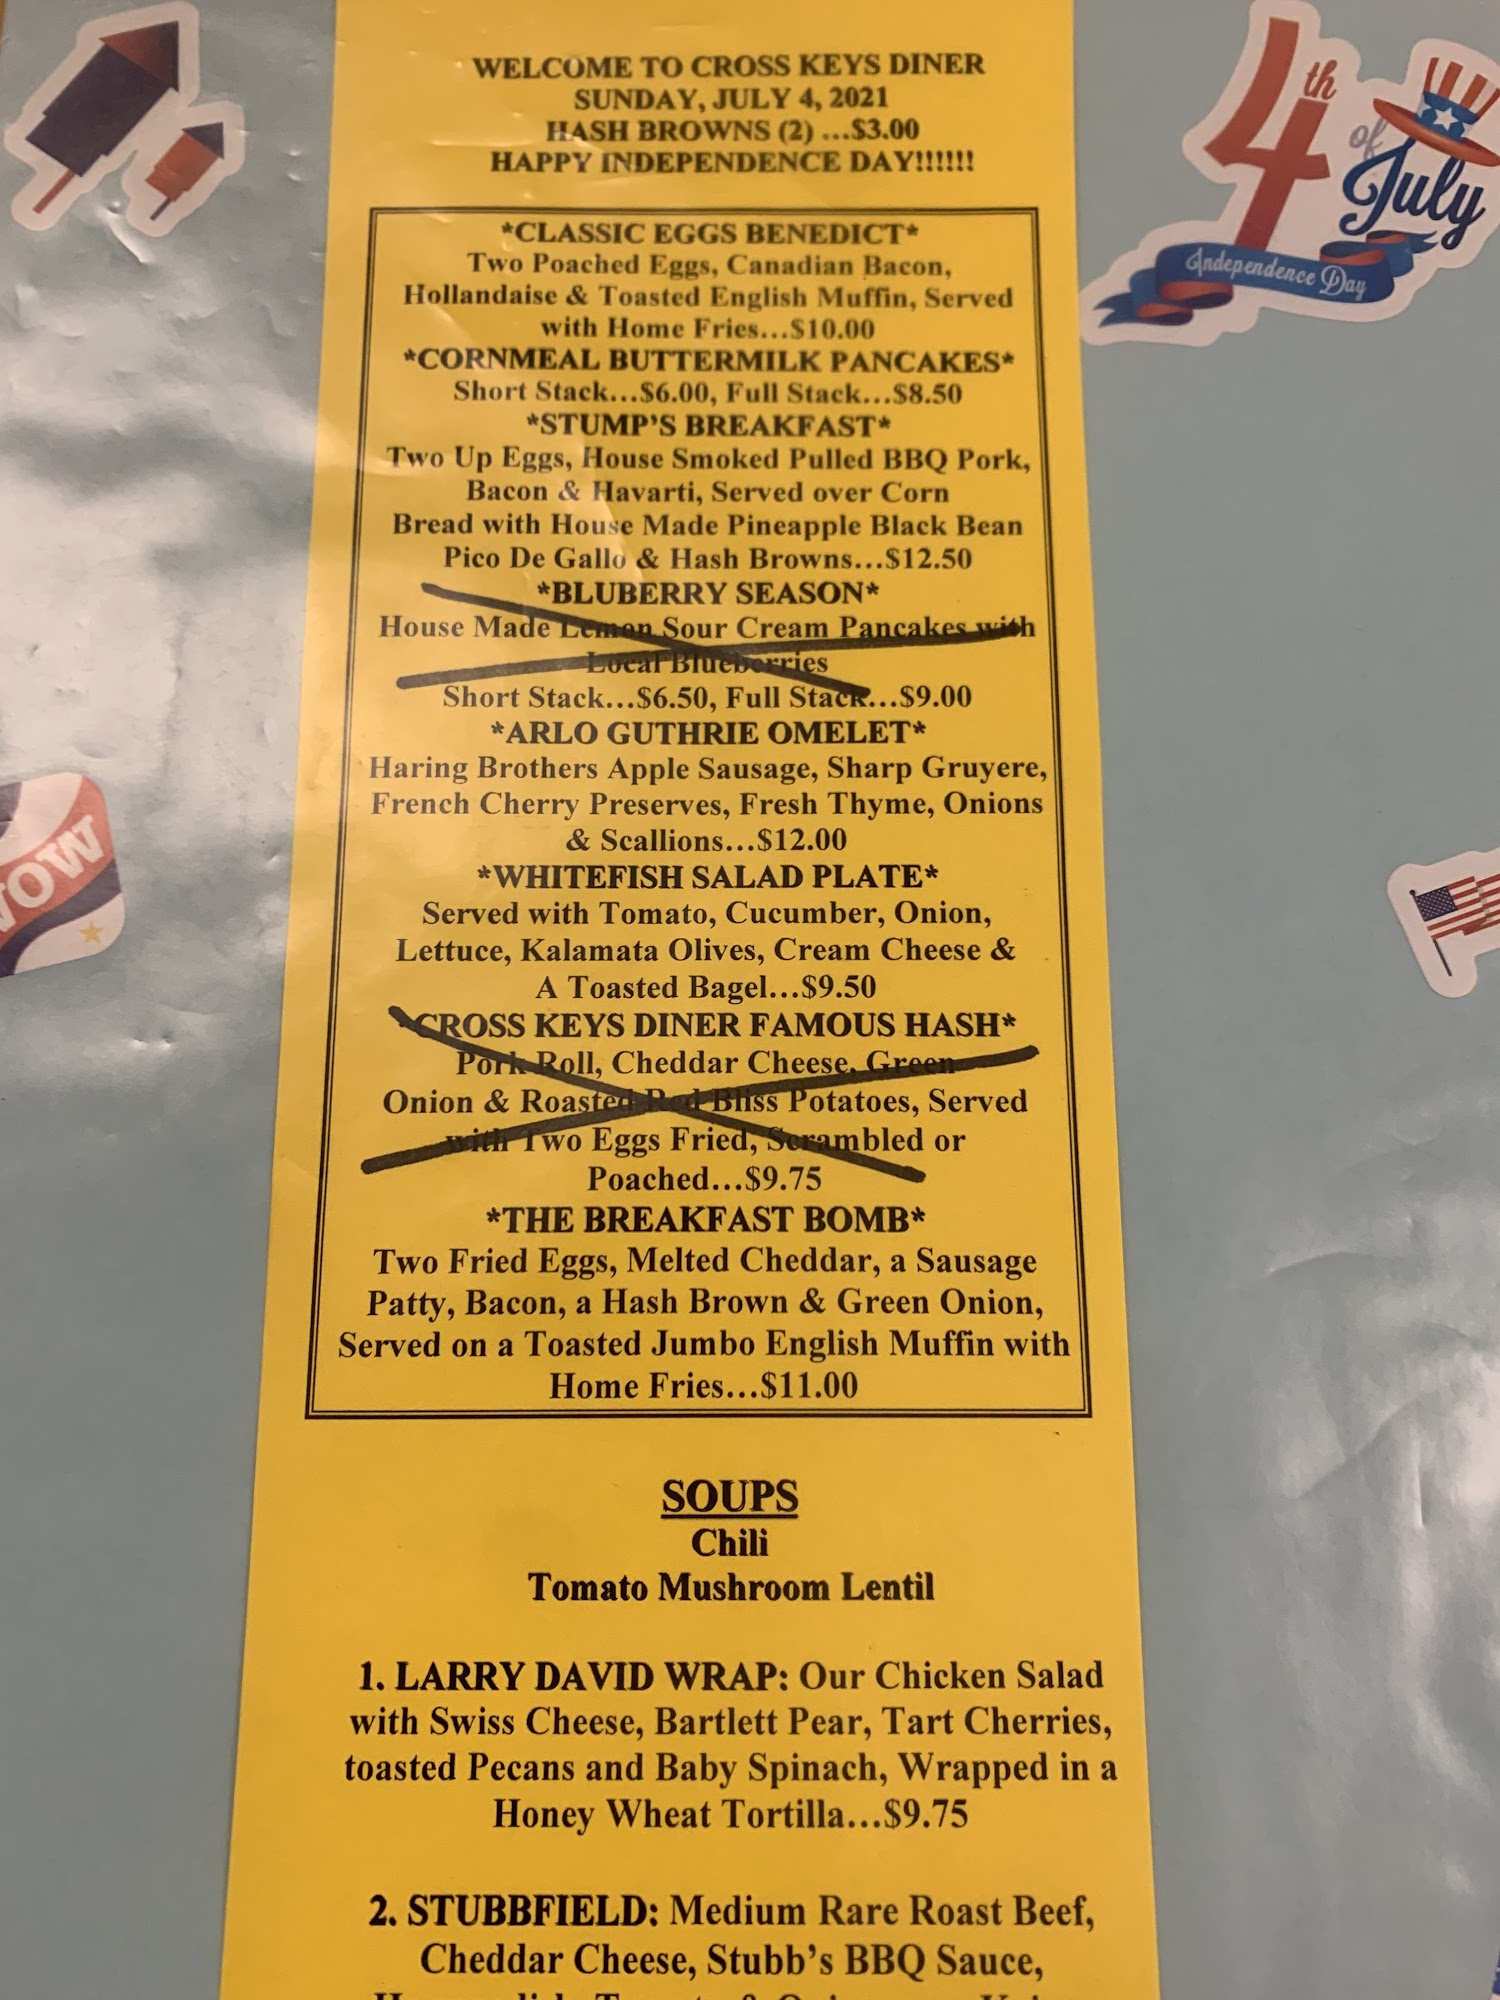 WELCOME TO CROSS KEYS DINER
SUNDAY, JULY 4, 2021
HASH BROWNS (2) ...$3.00
HAPPY INDEPENDENCE DAY!!!!!!
*CLASSIC EGGS BENEDICT*
Two Poached Eggs, Canadian Bacon,
Hollandaise & Toasted English Muffin, Served
with Home Fries...$10.00
*CORNMEAL BUTTERMILK PANCAKES*
Short Stack...$6.00, Full Stack...$8.50
*STUMP'S BREAKFAST*
Two Up Eggs, House Smoked Pulled BBQ Pork,
Bacon & Havarti, Served over Corn
Bread with House Made Pineapple Black Bean
Pico De Gallo & Hash Browns...$12.50
*BLUBERRY SEASON*
House Made Lemon Sour Cream Pancakes with
Local Blueberries
Short Stack...$6.50, Full Stack...$9.00
*ARLO GUTHRIE OMELET*
Haring Brothers Apple Sausage, Sharp Gruyere,
French Cherry Preserves, Fresh Thyme, Onions
& Scallions...$12.00
*WHITEFISH SALAD PLATE*
Served with Tomato, Cucumber, Onion,
Lettuce, Kalamata Olives, Cream Cheese &
A Toasted Bagel...$9.50
*CROSS KEYS DINER FAMOUS HASH*
Pork Roll, Cheddar Cheese, Green
Onion & Roasted Red Bliss Potatoes, Served
with Two Eggs Fried, Scrambled or
Poached...$9.75
*THE BREAKFAST BOMB*
Two Fried Eggs, Melted Cheddar, a Sausage
Patty, Bacon, a Hash Brown & Green Onion,
Served on a Toasted Jumbo English Muffin with
Home Fries...$11.00
SOUPS
Chili
Tomato Mushroom Lentil
1. LARRY DAVID WRAP: Our Chicken Salad
with Swiss Cheese, Bartlett Pear, Tart Cherries,
toasted Pecans and Baby Spinach, Wrapped in a
Honey Wheat Tortilla...$9.75
2. STUBBFIELD: Medium Rare Roast Beef,
Cheddar Cheese, Stubb's BBQ Sauce,
4th
of
July
Independence Day